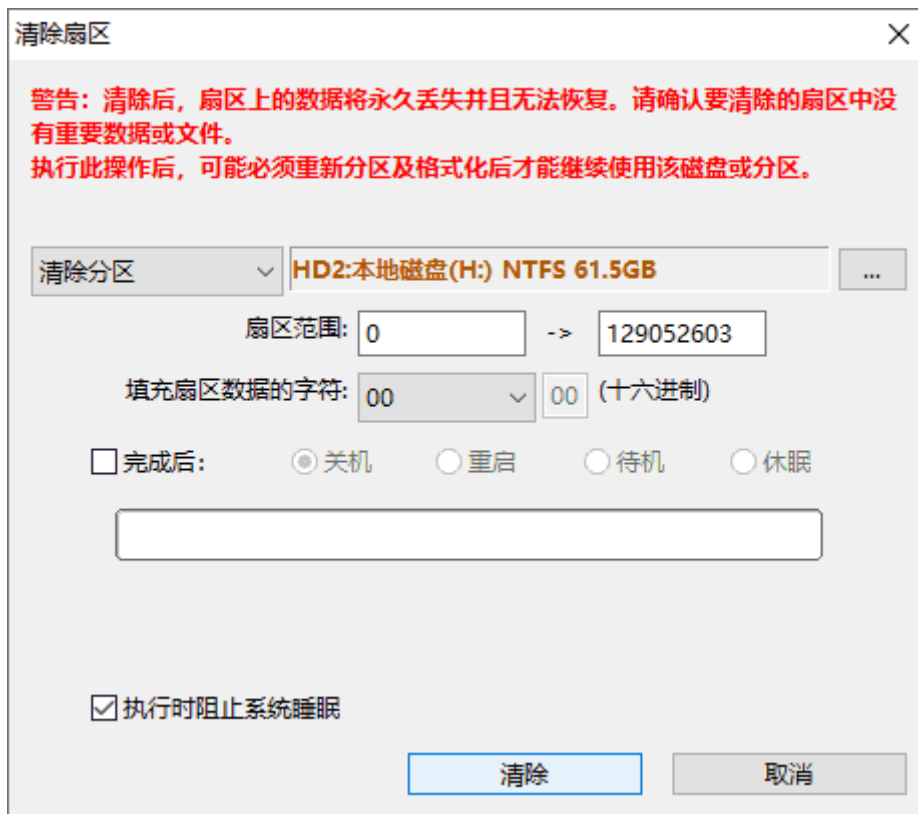 清除扇区
警告：清除后，扇区上的数据将永久丢失并且无法恢复。请确认要清除的扇区中没
有重要数据或文件。
执行此操作后，可能必须重新分区及格式化后才能继续使用该磁盘或分区。
清除分区 HD2:本地磁盘(H:) NTFS 61.5GB ...
扇区范围: 0 -> 129052603
填充扇区数据的字符: 00 00 (十六进制)
完成后: 关机 重启 待机 休眠
执行时阻止系统睡眠
清除 取消